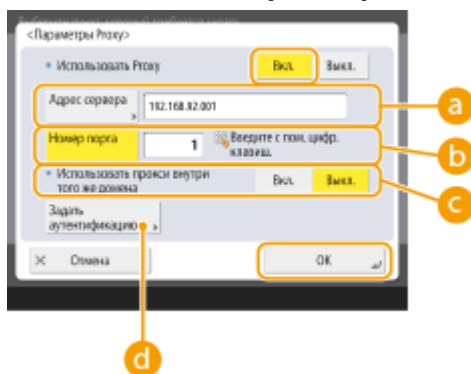 <Параметры Proxy>
Использовать Proxy
Вкл.
Выкл.
Адрес сервера
192.168.92.001
a
Номер порта
1
Введите с пом. цифр.
клавиш.
b
Использовать прокси внутри
того же домена
Вкл.
Выкл.
c
Задать
аутентификацию
Отмена
OK
d